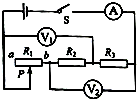 S
A
V₁
a R₁ b R₂ R₃
P
V₂